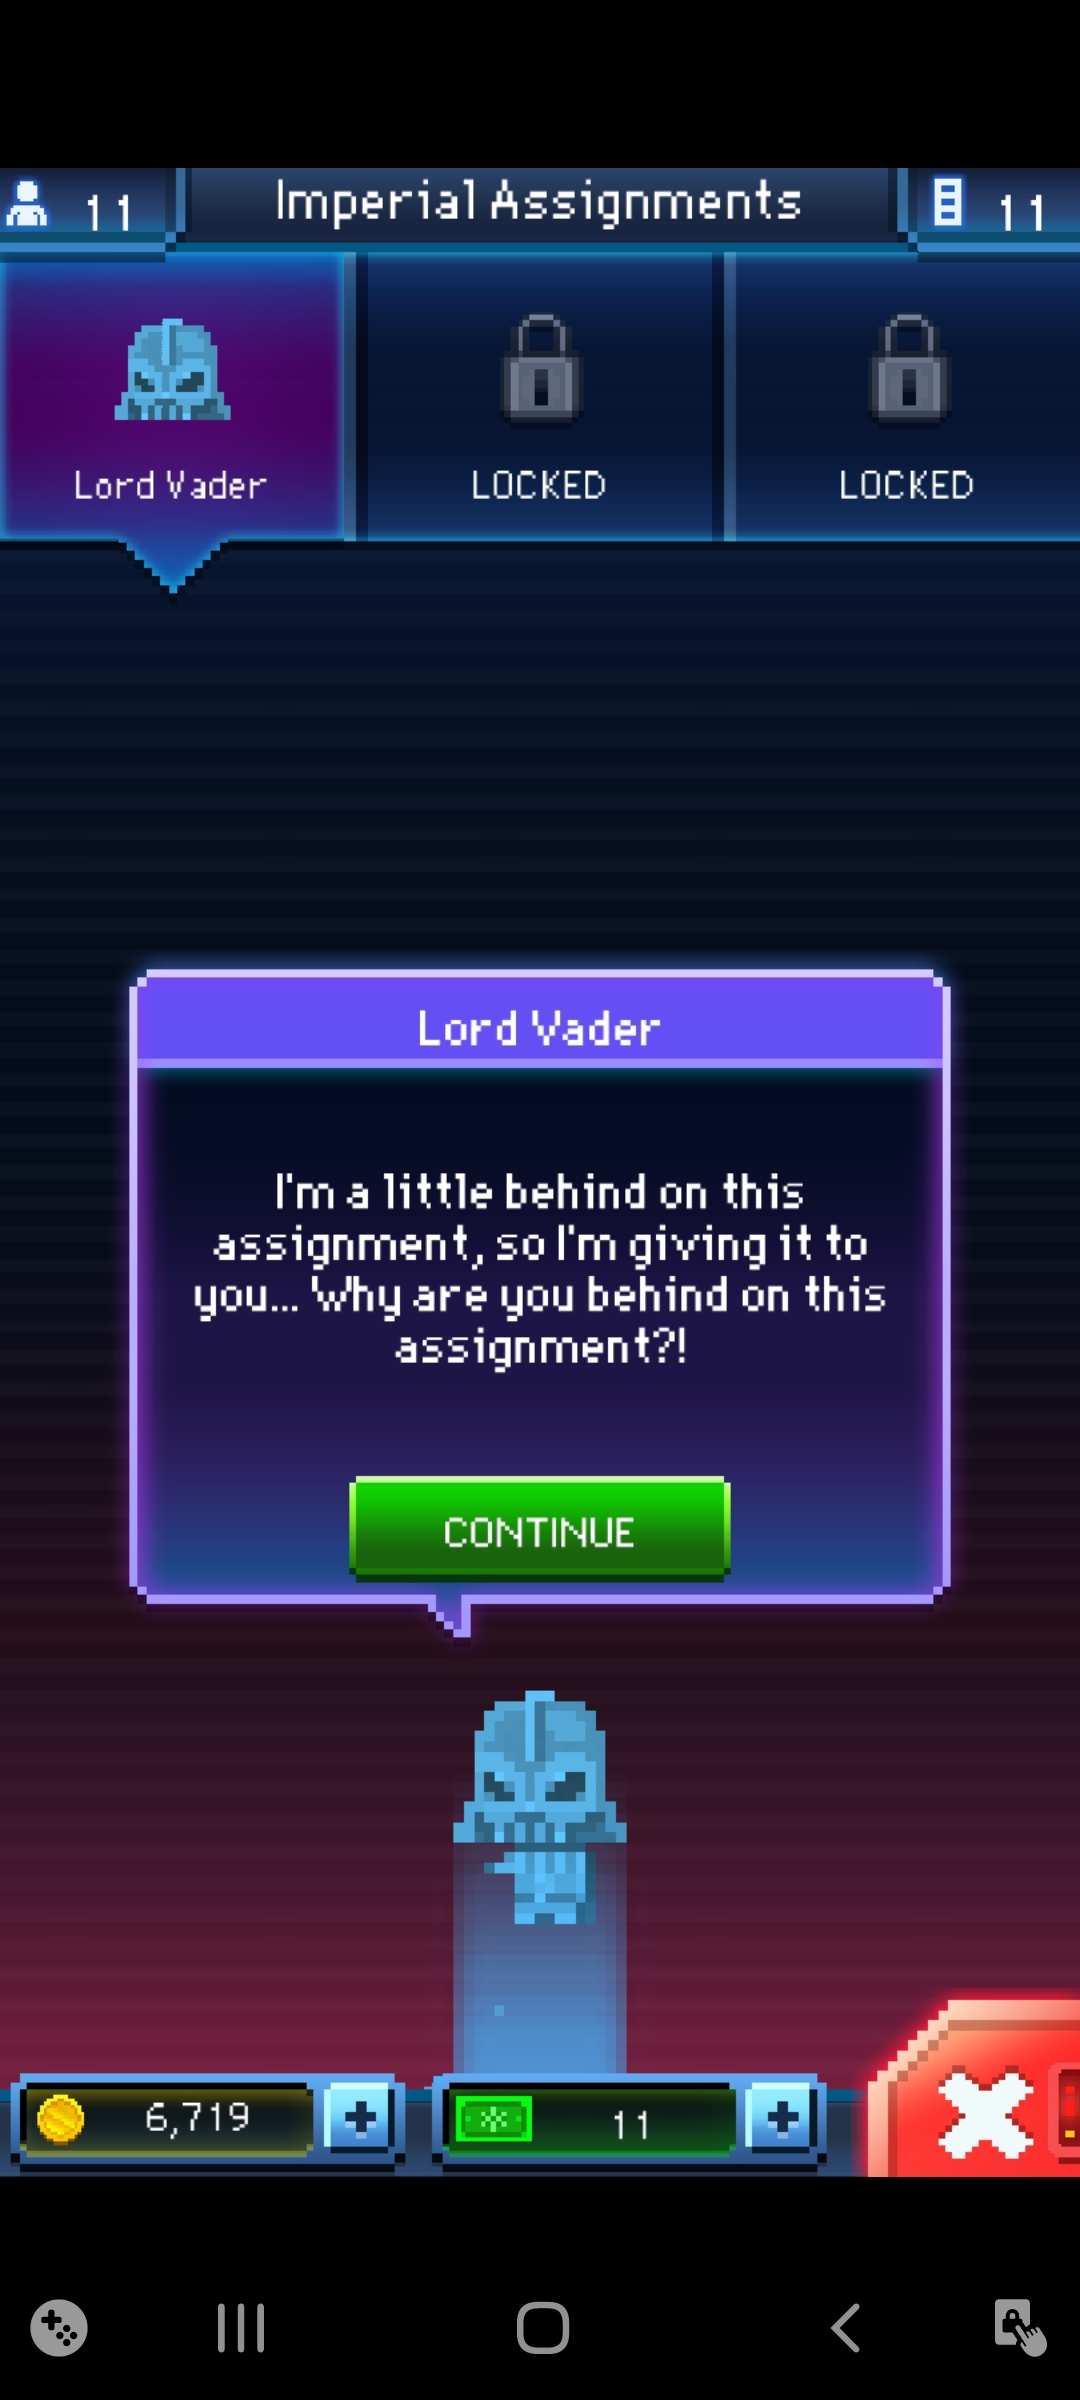 11
Imperial Assignments
11
Lord Vader
LOCKED
LOCKED
Lord Vader
I'm a little behind on this
assignment, so I'm giving it to
you... Why are you behind on this
assignment?!
CONTINUE
6,719
11